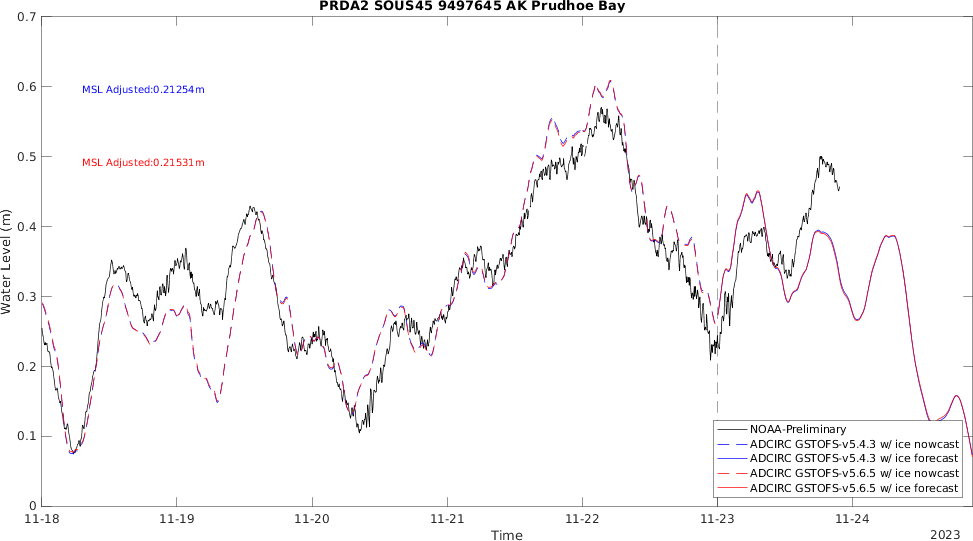 PRDA2 SOUS45 9497645 AK Prudhoe Bay
0.7
0.6
0.5
0.4
0.3
0.2
0.1
0
Water Level (m)
MSL Adjusted:0.21254m
MSL Adjusted:0.21531m
NOAA-Preliminary
ADCIRC GSTOFS-v5.4.3 w/ ice nowcast
ADCIRC GSTOFS-v5.4.3 w/ ice forecast
ADCIRC GSTOFS-v5.6.5 w/ ice nowcast
ADCIRC GSTOFS-v5.6.5 w/ ice forecast
11-18 11-19 11-20 11-21 11-22 11-23 11-24
Time
2023